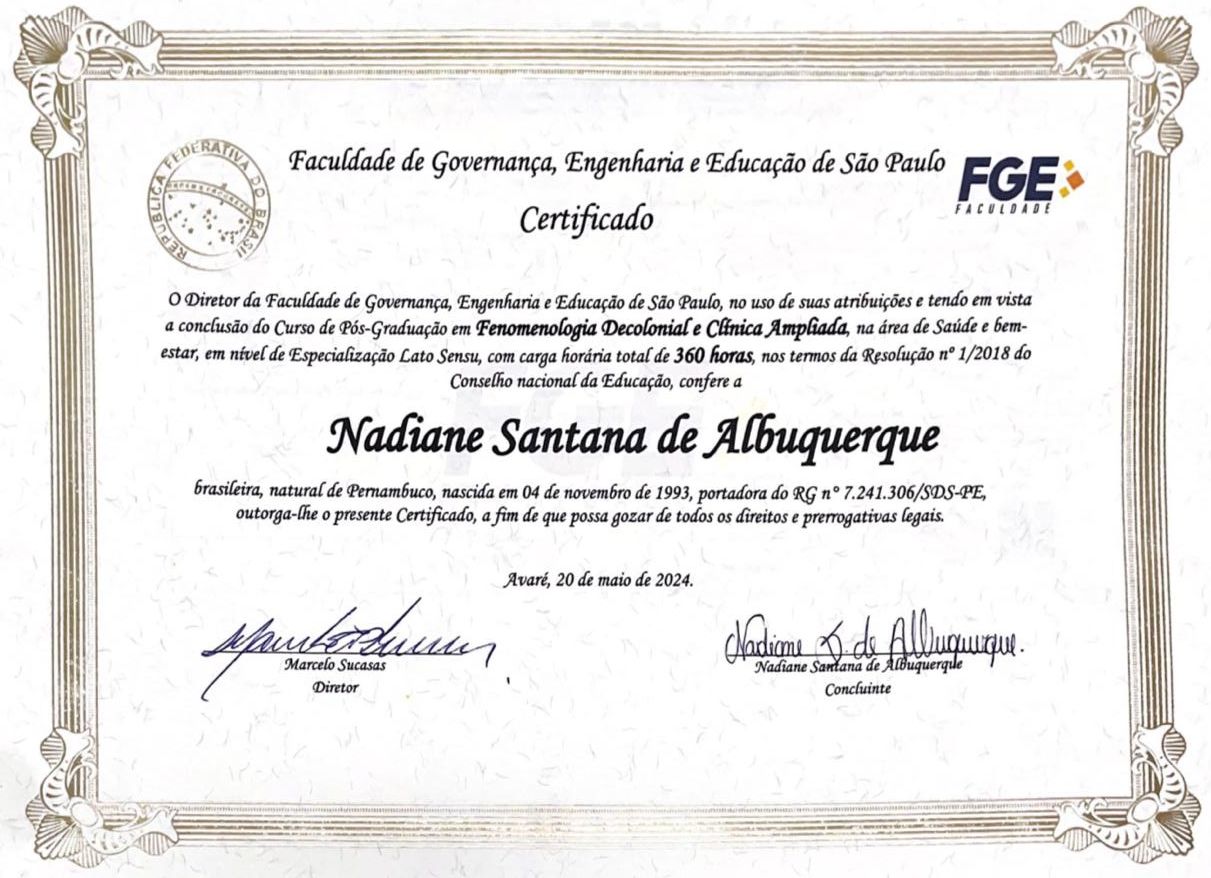 REPÚBLICA FEDERATIVA DO BRASIL
Faculdade de Governança, Engenharia e Educação de São Paulo
FGE
FACULDADE
Certificado
O Diretor da Faculdade de Governança, Engenharia e Educação de São Paulo, no uso de suas atribuições e tendo em vista
a conclusão do Curso de Pós-Graduação em Fenomenologia Decolonial e Clínica Ampliada, na área de Saúde e bem-
estar, em nível de Especialização Lato Sensu, com carga horária total de 360 horas, nos termos da Resolução nº 1/2018 do
Conselho nacional da Educação, confere a
Nadiane Santana de Albuquerque
brasileira, natural de Pernambuco, nascida em 04 de novembro de 1993, portadora do RG nº 7.241.306/SDS-PE,
outorga-lhe o presente Certificado, a fim de que possa gozar de todos os direitos e prerrogativas legais.
Avaré, 20 de maio de 2024.
Nadiane S. de Albuquerque.
Marcelo Sucasas
Nadiane Santana de Albuquerque
Diretor
Concluinte